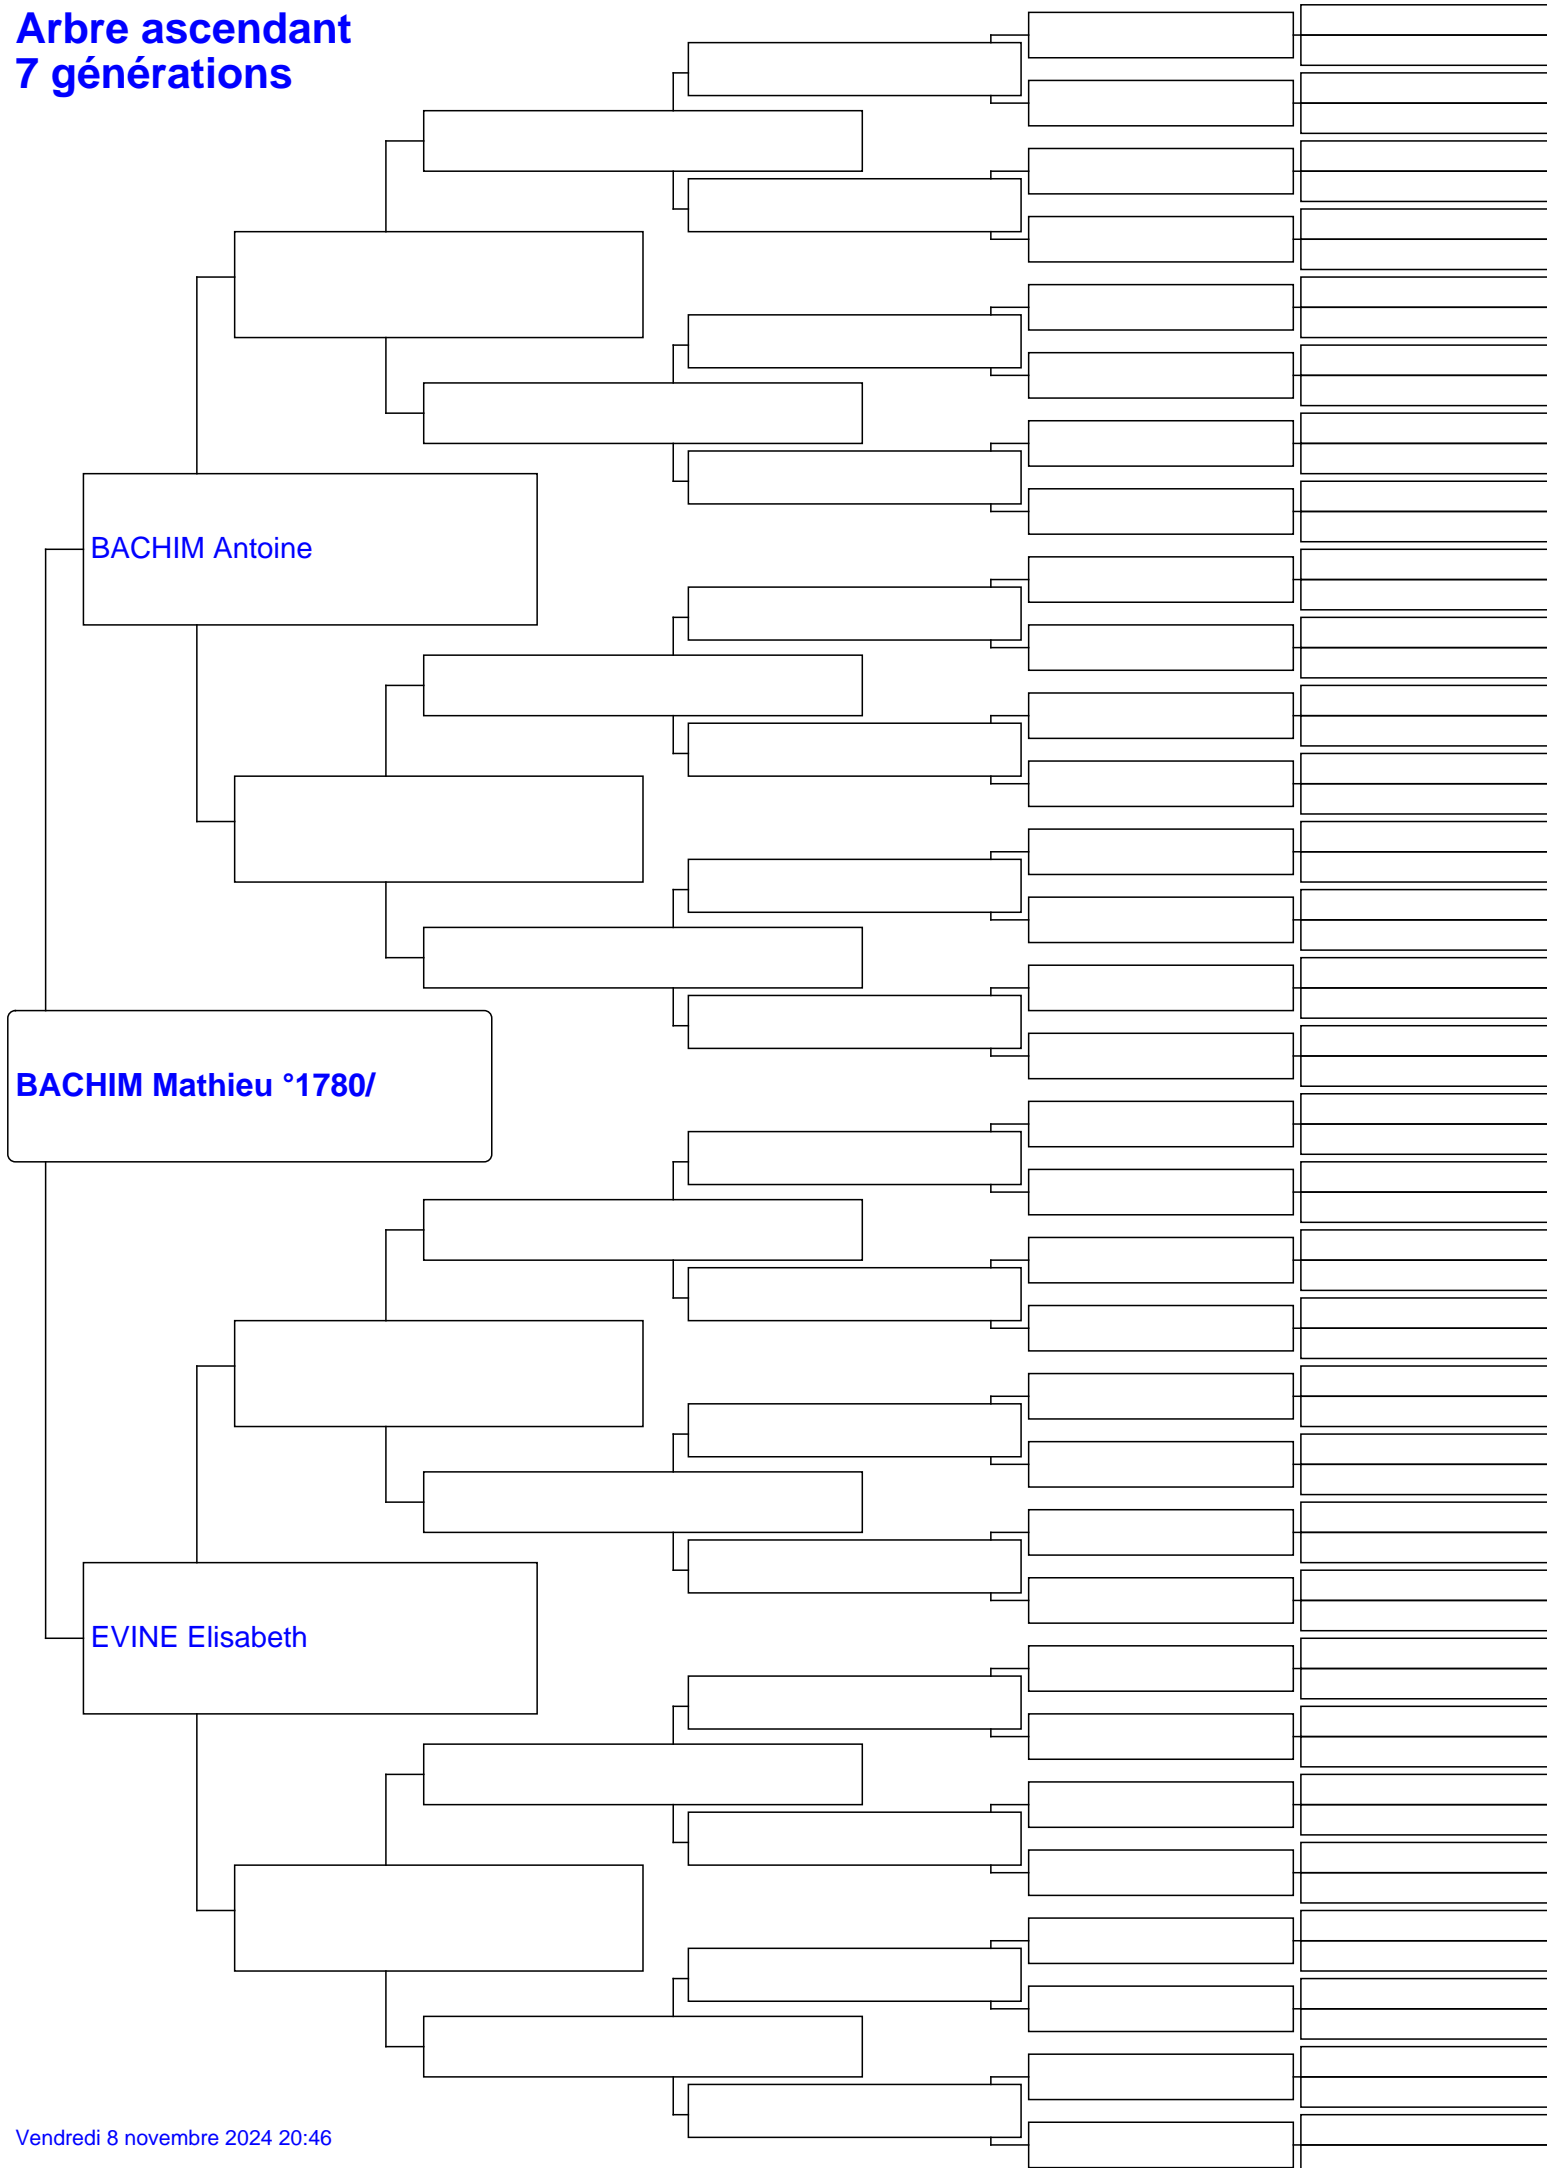 Arbre ascendant
7 générations
BACHIM Antoine
BACHIM Mathieu °1780/
EVINE Elisabeth
Vendredi 8 novembre 2024 20:46